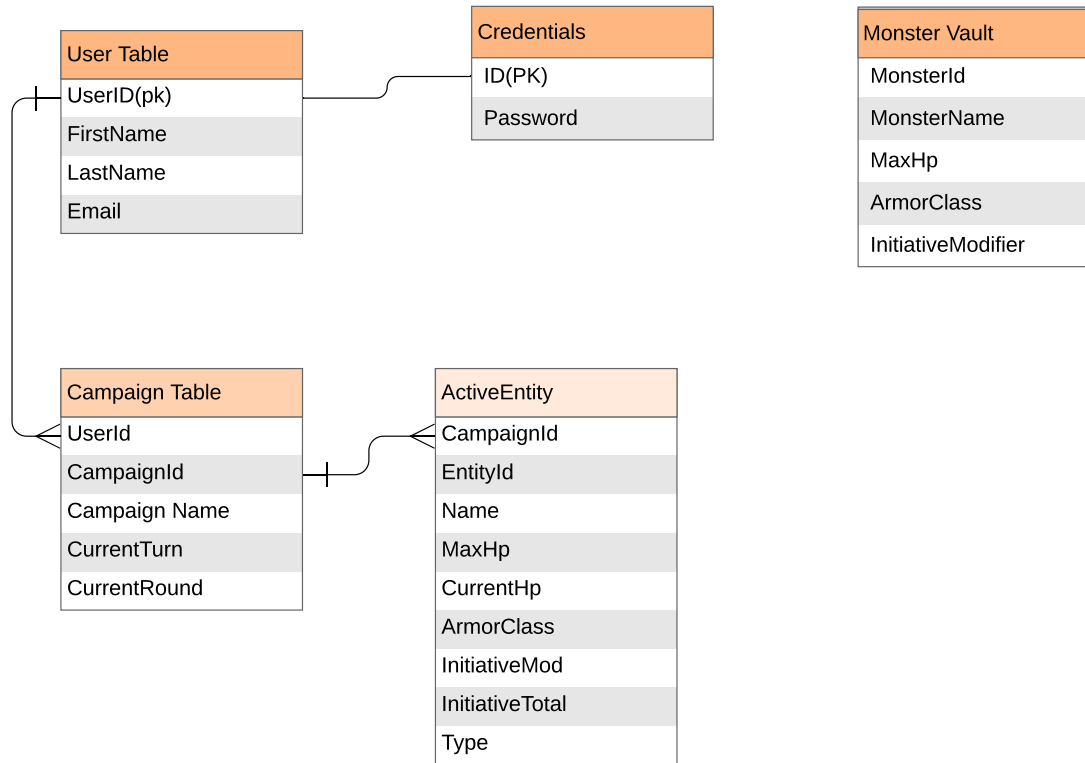 User Table
UserID(pk)
FirstName
LastName
Email
Credentials
ID(PK)
Password
Monster Vault
MonsterId
MonsterName
MaxHp
ArmorClass
InitiativeModifier
Campaign Table
UserId
CampaignId
Campaign Name
CurrentTurn
CurrentRound
ActiveEntity
CampaignId
EntityId
Name
MaxHp
CurrentHp
ArmorClass
InitiativeMod
InitiativeTotal
Type